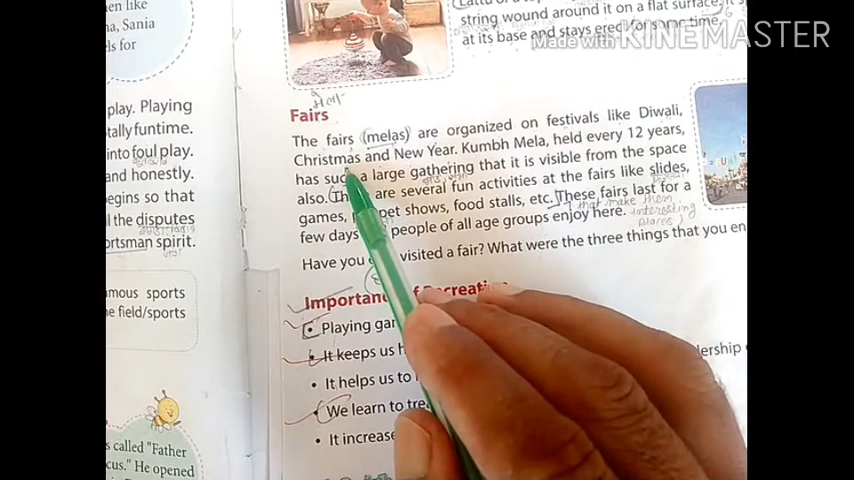 en like
a, Sania
els for
play. Playing
tally funtime.
into foul play.
and honestly.
egins so that
l the disputes
ortsman spirit.
mous sports
e field/sports
s called "Father
cus." He opened
string wound around it on a flat surface. It s
at its base and stays erect for some time.
Made with KINEMASTER
Fairs
मेला
The fairs (melas) are organized on festivals like Diwali,
Christmas and New Year. Kumbh Mela, held every 12 years,
has such a large gathering that it is visible from the space
also. are several fun activities at the fairs like slides,
games, shows, food stalls, etc. These fairs last for a
that make them
interesting
places
few days people of all age groups enjoy here.
Have you visited a fair? What were the three things that you en
Importanc of Recreation
• Playing gam
• It keeps us h
lership
• It helps us to
• We learn to trea
• It increase